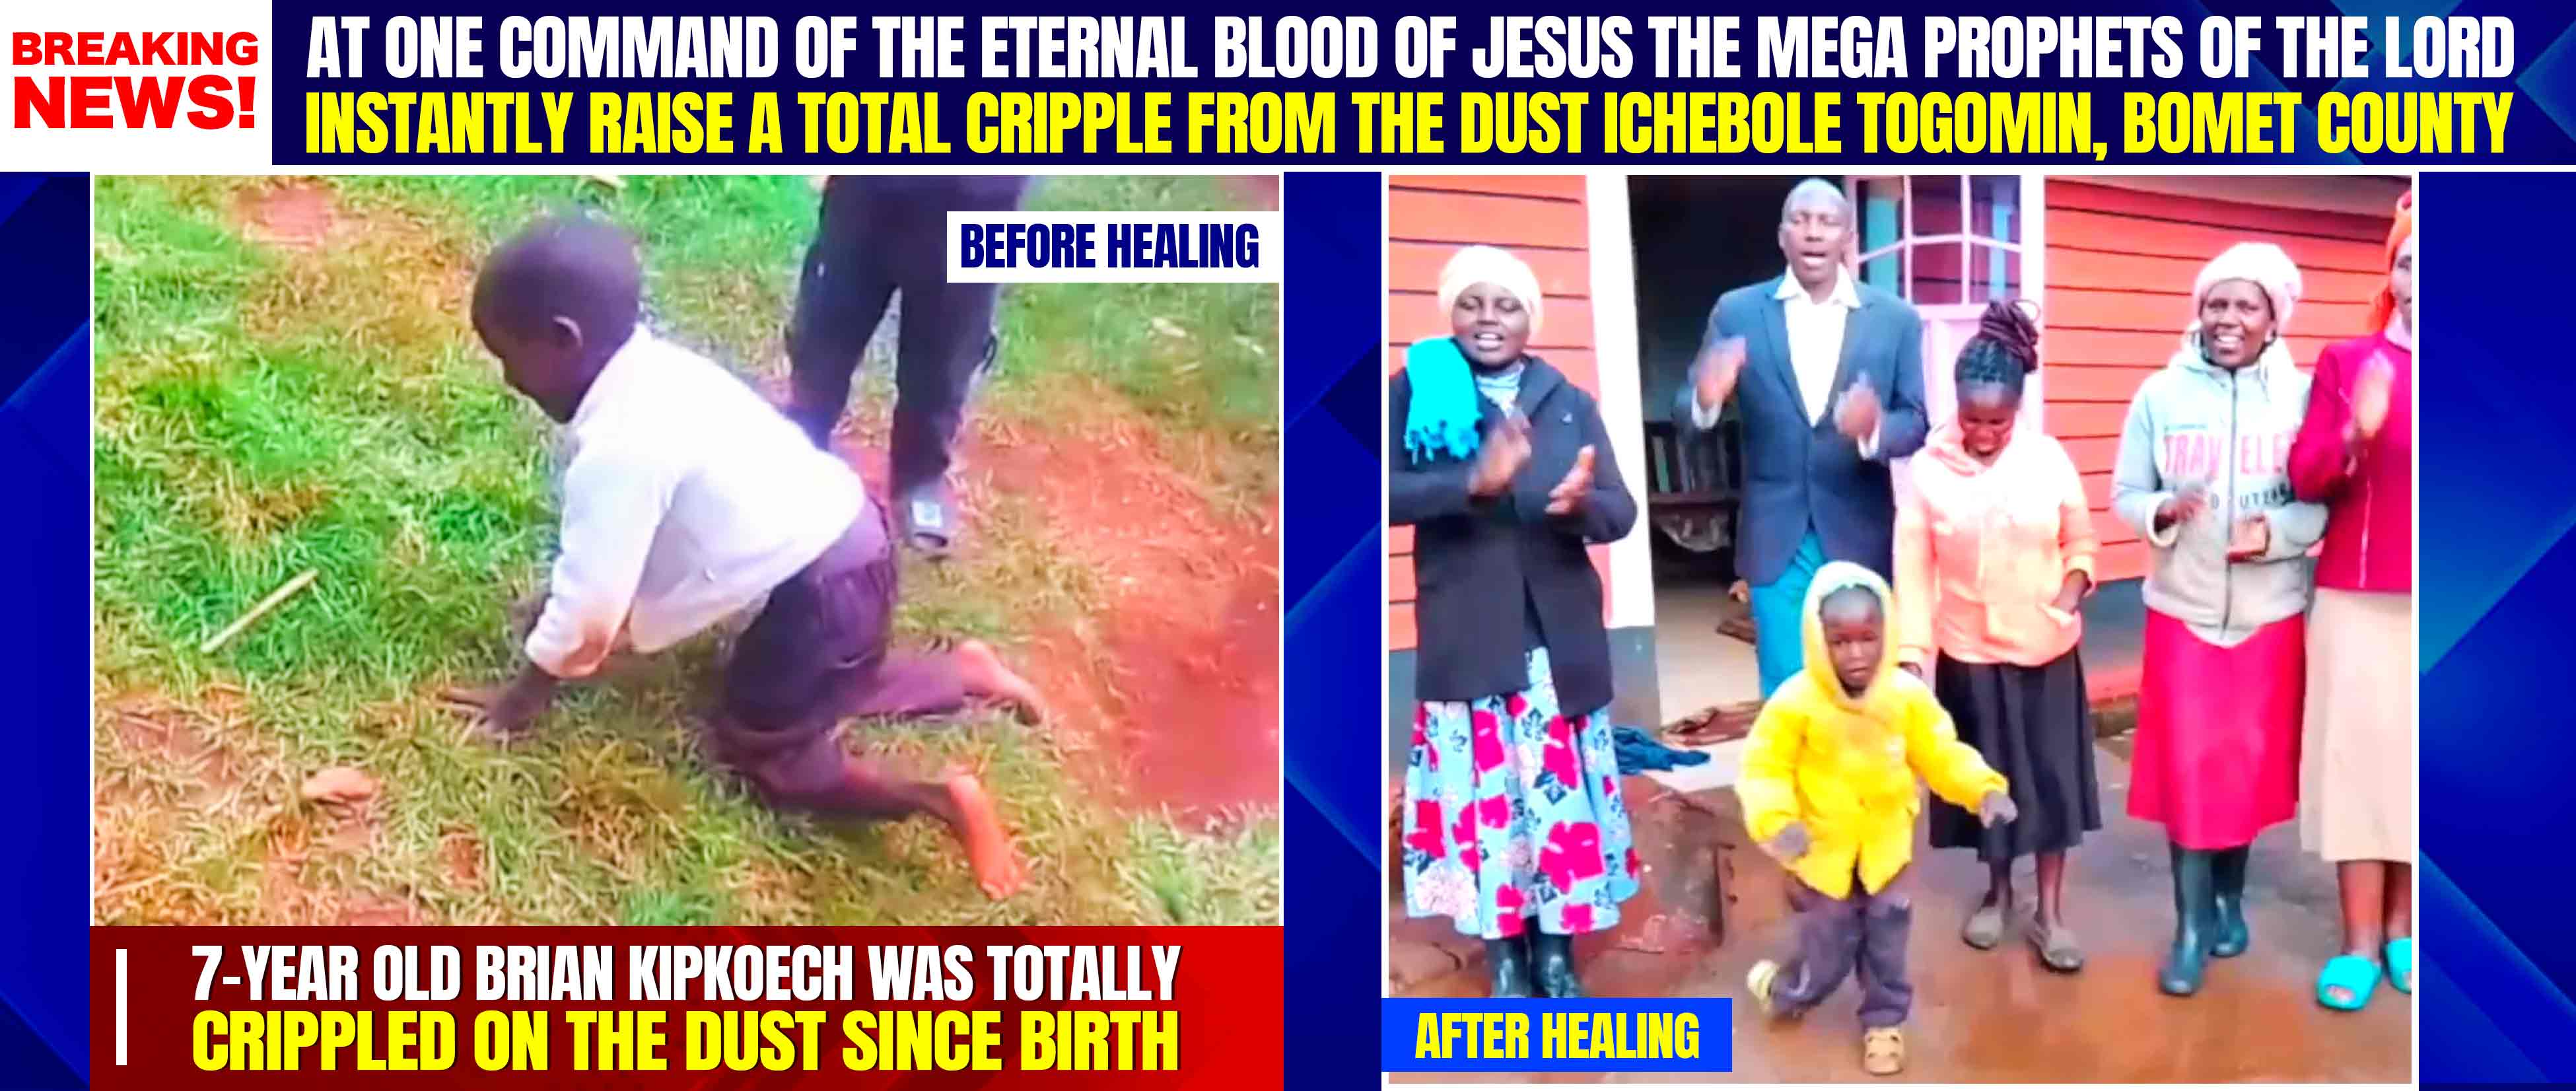 BREAKING
NEWS!
AT ONE COMMAND OF THE ETERNAL BLOOD OF JESUS THE MEGA PROPHETS OF THE LORD
INSTANTLY RAISE A TOTAL CRIPPLE FROM THE DUST ICHEBOLE TOGOMIN, BOMET COUNTY
BEFORE HEALING
7-YEAR OLD BRIAN KIPKOECH WAS TOTALLY
CRIPPLED ON THE DUST SINCE BIRTH
AFTER HEALING